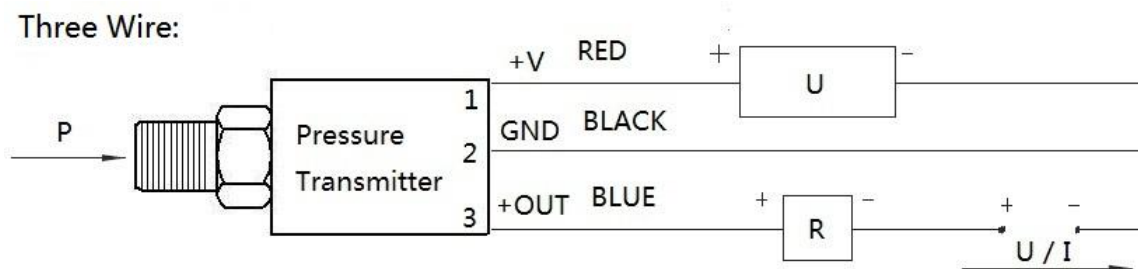 Three Wire:
+V RED + U -
1
P Pressure Transmitter
GND BLACK
2
+OUT BLUE + R - + -
3
U / I